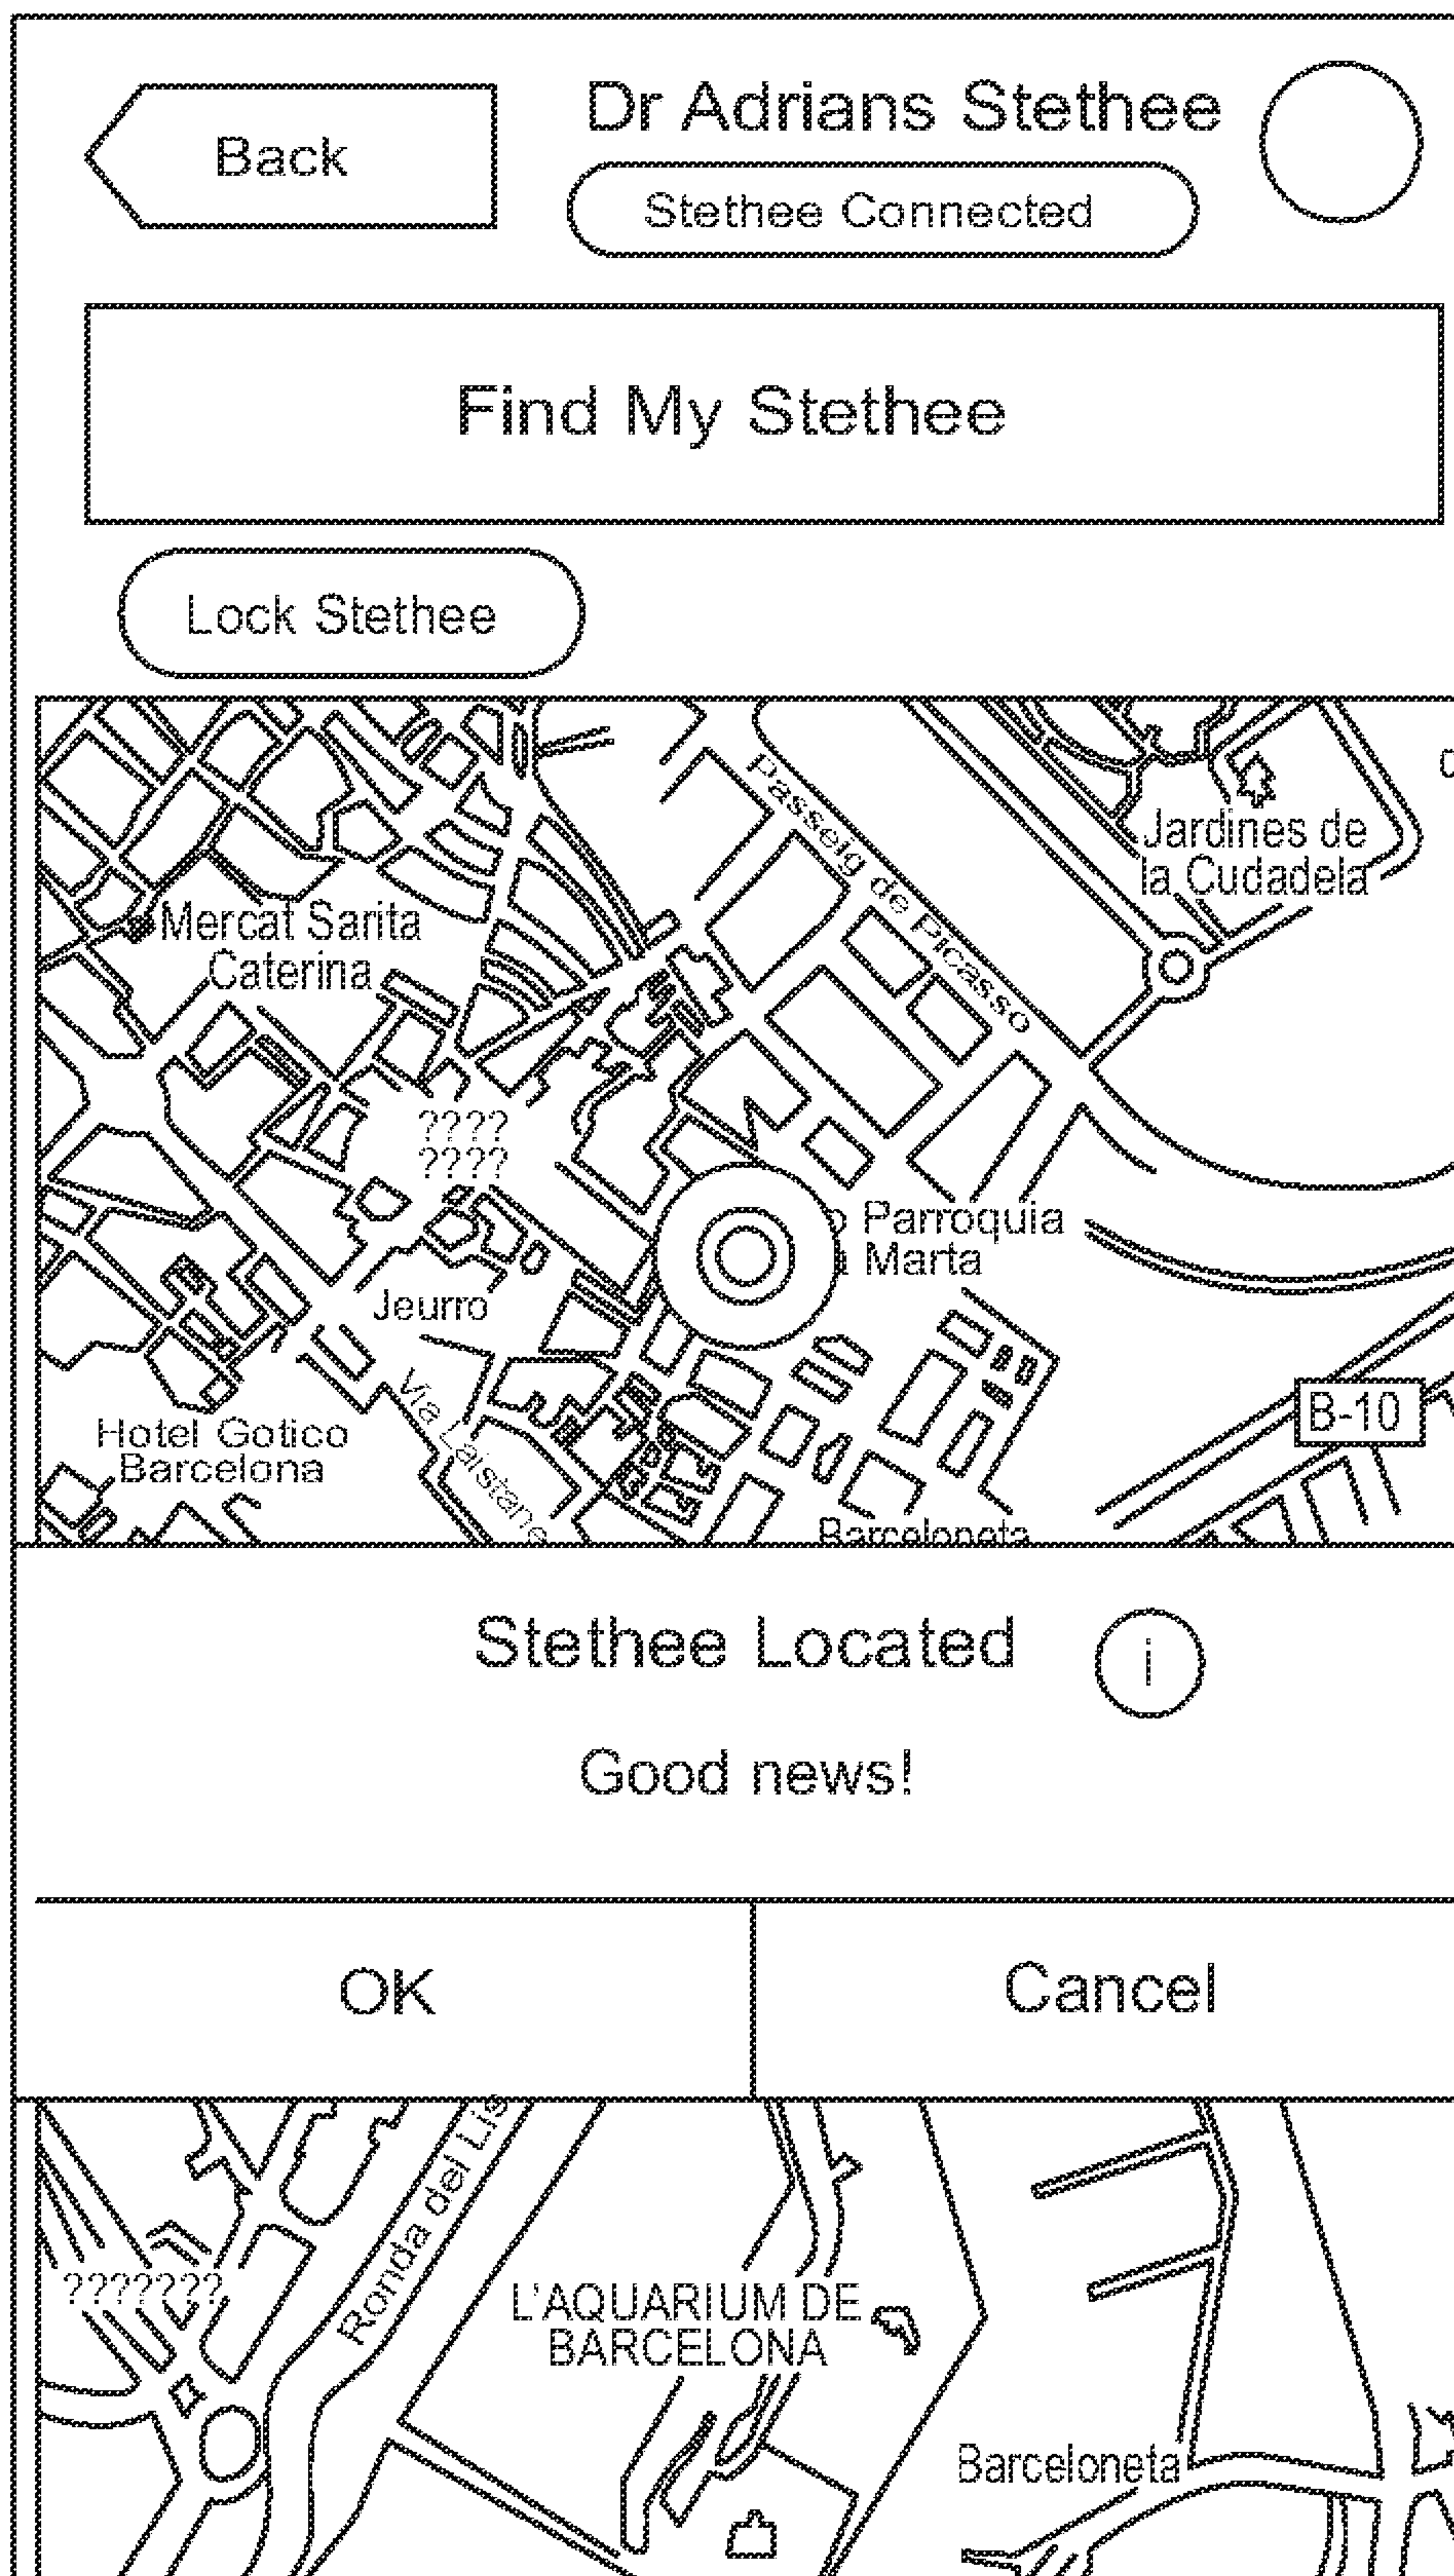 Back
Dr Adrians Stethee
Stethee Connected
Find My Stethee
Lock Stethee
Passeig de Picasso
Jardines de
la Cudadela
Mercat Sarita
Caterina
????
????
Parroquia
Marta
Jeurro
Via Laistane
Hotel Gotico
Barcelona
B-10
Barceloneta
Stethee Located
i
Good news!
OK
Cancel
Ronda del Lis
???????
L'AQUARIUM DE
BARCELONA
Barceloneta